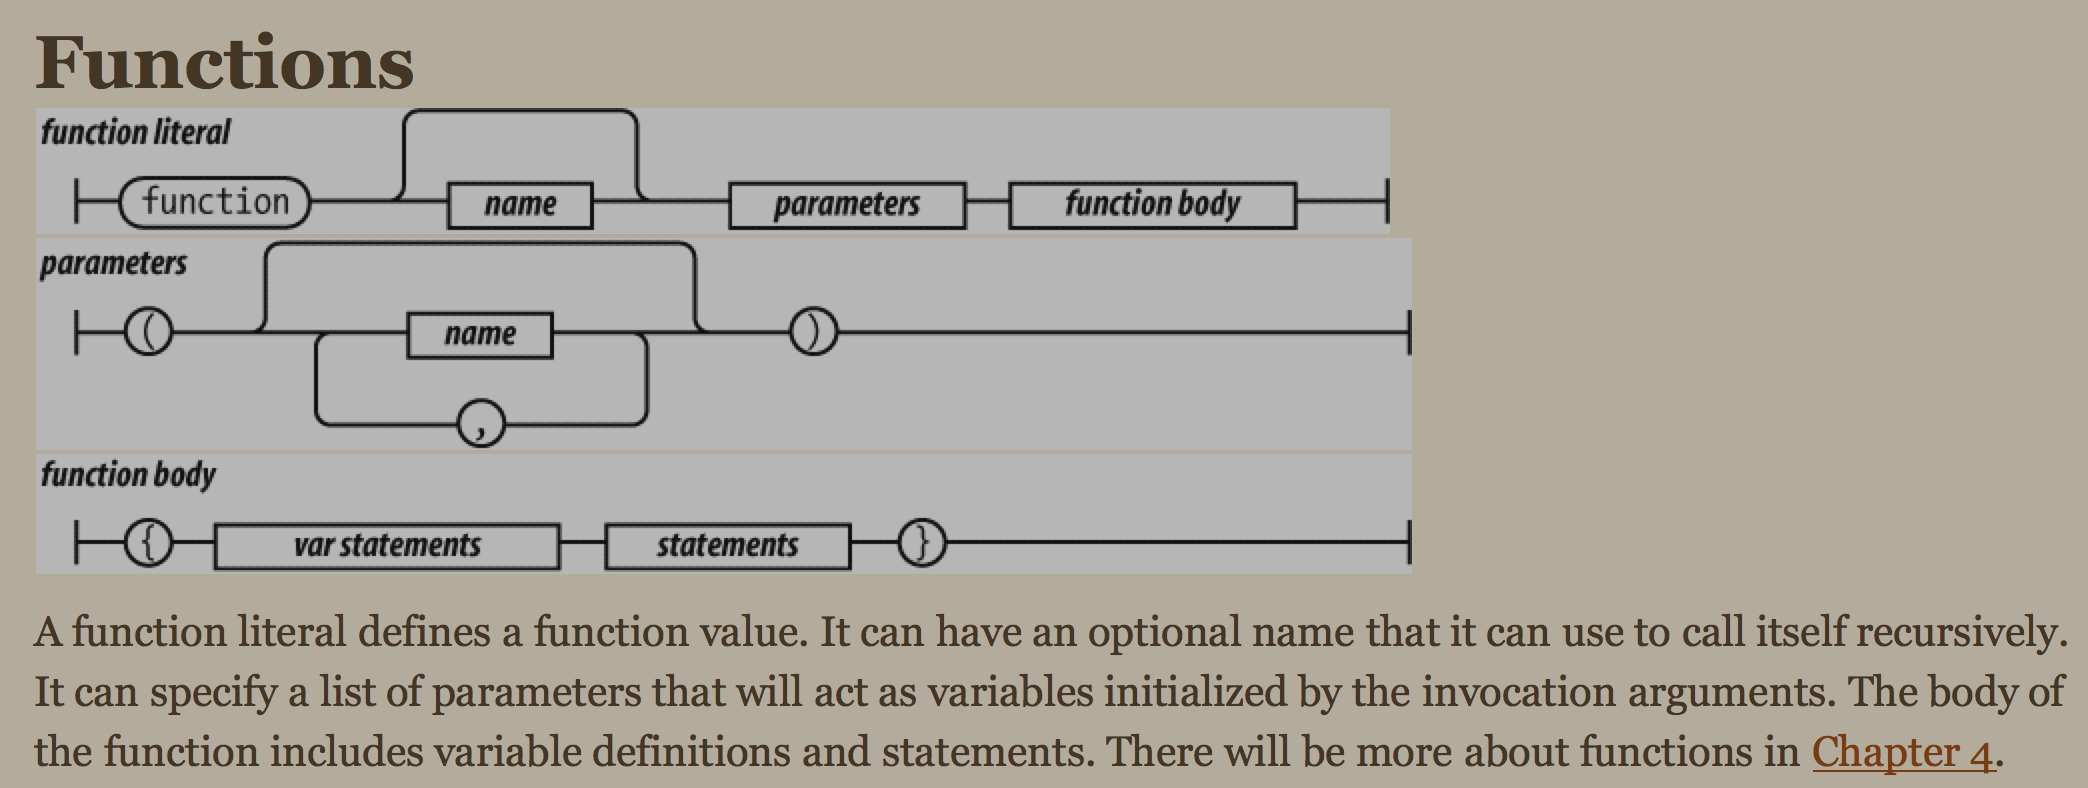 Functions
function literal
function name parameters function body
parameters
( name )
,
function body
{ var statements statements }
A function literal defines a function value. It can have an optional name that it can use to call itself recursively.
It can specify a list of parameters that will act as variables initialized by the invocation arguments. The body of
the function includes variable definitions and statements. There will be more about functions in Chapter 4.